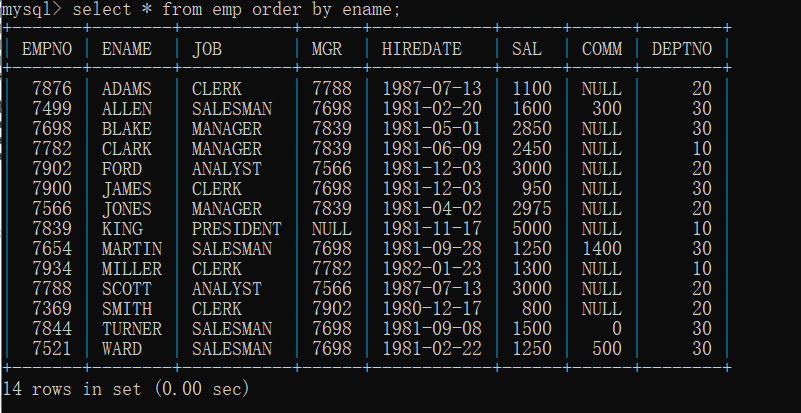 mysql> select * from emp order by ename;
+-------+--------+-----------+------+------------+------+------+--------+
| EMPNO | ENAME  | JOB       | MGR  | HIREDATE   | SAL  | COMM | DEPTNO |
+-------+--------+-----------+------+------------+------+------+--------+
|  7876 | ADAMS  | CLERK     | 7788 | 1987-07-13 | 1100 | NULL |     20 |
|  7499 | ALLEN  | SALESMAN  | 7698 | 1981-02-20 | 1600 |  300 |     30 |
|  7698 | BLAKE  | MANAGER   | 7839 | 1981-05-01 | 2850 | NULL |     30 |
|  7782 | CLARK  | MANAGER   | 7839 | 1981-06-09 | 2450 | NULL |     10 |
|  7902 | FORD   | ANALYST   | 7566 | 1981-12-03 | 3000 | NULL |     20 |
|  7900 | JAMES  | CLERK     | 7698 | 1981-12-03 |  950 | NULL |     30 |
|  7566 | JONES  | MANAGER   | 7839 | 1981-04-02 | 2975 | NULL |     20 |
|  7839 | KING   | PRESIDENT | NULL | 1981-11-17 | 5000 | NULL |     10 |
|  7654 | MARTIN | SALESMAN  | 7698 | 1981-09-28 | 1250 | 1400 |     30 |
|  7934 | MILLER | CLERK     | 7782 | 1982-01-23 | 1300 | NULL |     10 |
|  7788 | SCOTT  | ANALYST   | 7566 | 1987-07-13 | 3000 | NULL |     20 |
|  7369 | SMITH  | CLERK     | 7902 | 1980-12-17 |  800 | NULL |     20 |
|  7844 | TURNER | SALESMAN  | 7698 | 1981-09-08 | 1500 |    0 |     30 |
|  7521 | WARD   | SALESMAN  | 7698 | 1981-02-22 | 1250 |  500 |     30 |
+-------+--------+-----------+------+------------+------+------+--------+
14 rows in set (0.00 sec)